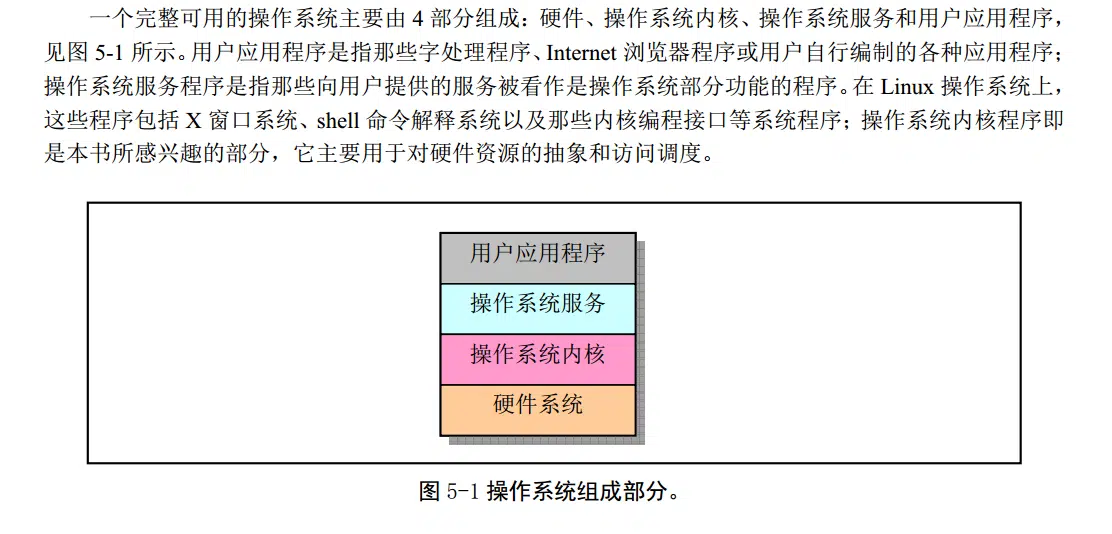 一个完整可用的操作系统主要由 4 部分组成：硬件、操作系统内核、操作系统服务和用户应用程序，
见图 5-1 所示。用户应用程序是指那些字处理程序、Internet 浏览器程序或用户自行编制的各种应用程序；
操作系统服务程序是指那些向用户提供的服务被看作是操作系统部分功能的程序。在 Linux 操作系统上，
这些程序包括 X 窗口系统、shell 命令解释系统以及那些内核编程接口等系统程序；操作系统内核程序即
是本书所感兴趣的部分，它主要用于对硬件资源的抽象和访问调度。
用户应用程序
操作系统服务
操作系统内核
硬件系统
图 5-1 操作系统组成部分。